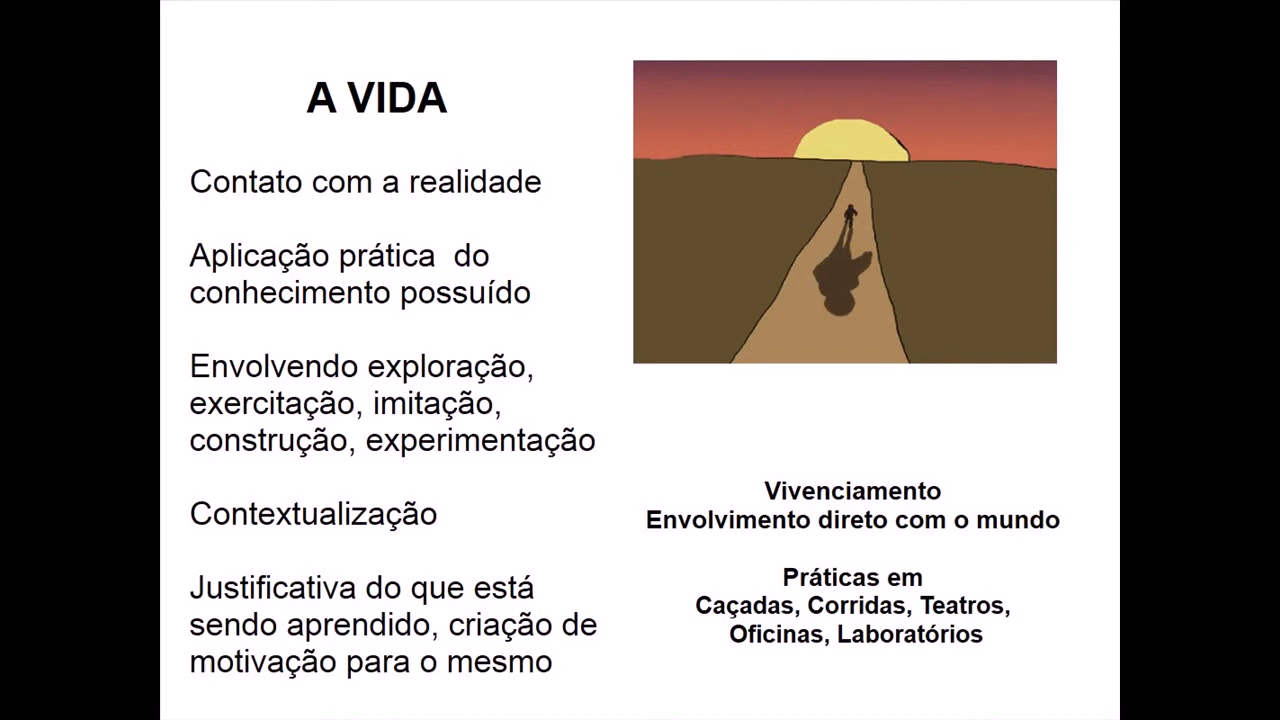 A VIDA
Contato com a realidade
Aplicação prática  do
conhecimento possuído
Envolvendo exploração,
exercitação, imitação,
construção, experimentação
Contextualização
Justificativa do que está
sendo aprendido, criação de
motivação para o mesmo
Vivenciamento
Envolvimento direto com o mundo
Práticas em
Caçadas, Corridas, Teatros,
Oficinas, Laboratórios